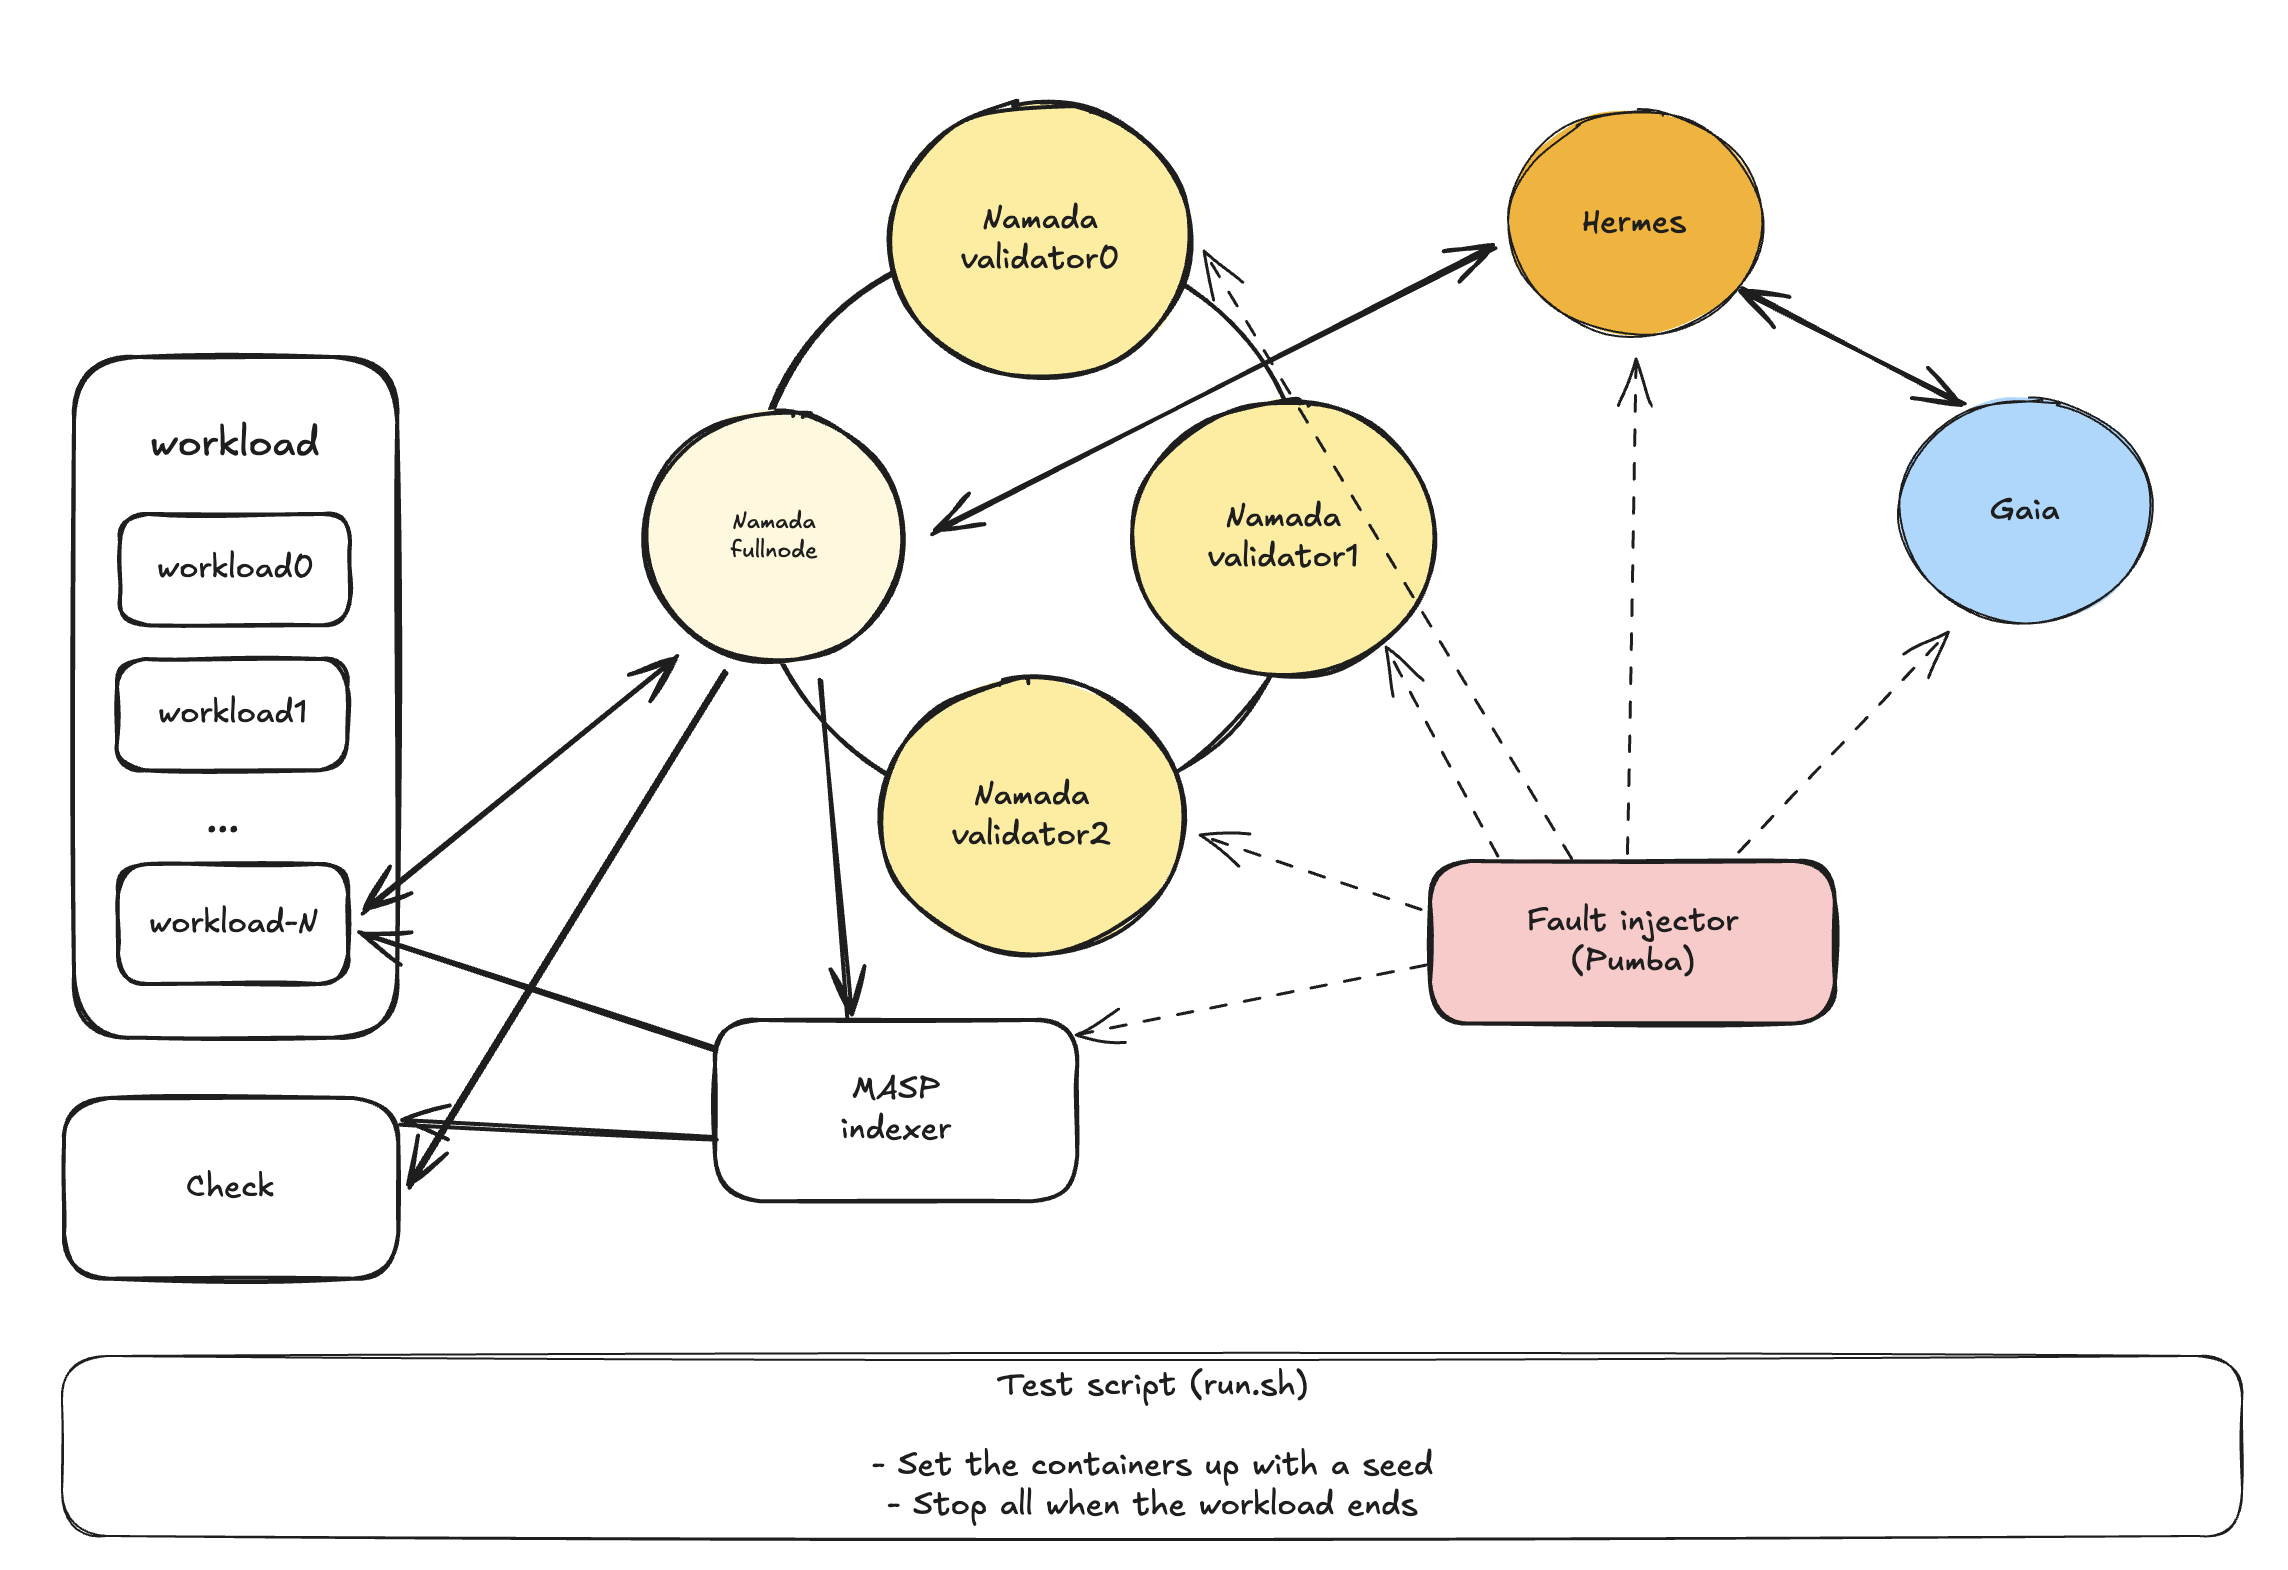 Namada
validator0
Hermes
workload
workload0
workload1
...
workload-N
Namada
fullnode
Namada
validator1
Gaia
Namada
validator2
Fault injector
(Pumba)
MASP
indexer
Check
Test script (run.sh)
- Set the containers up with a seed
- Stop all when the workload ends